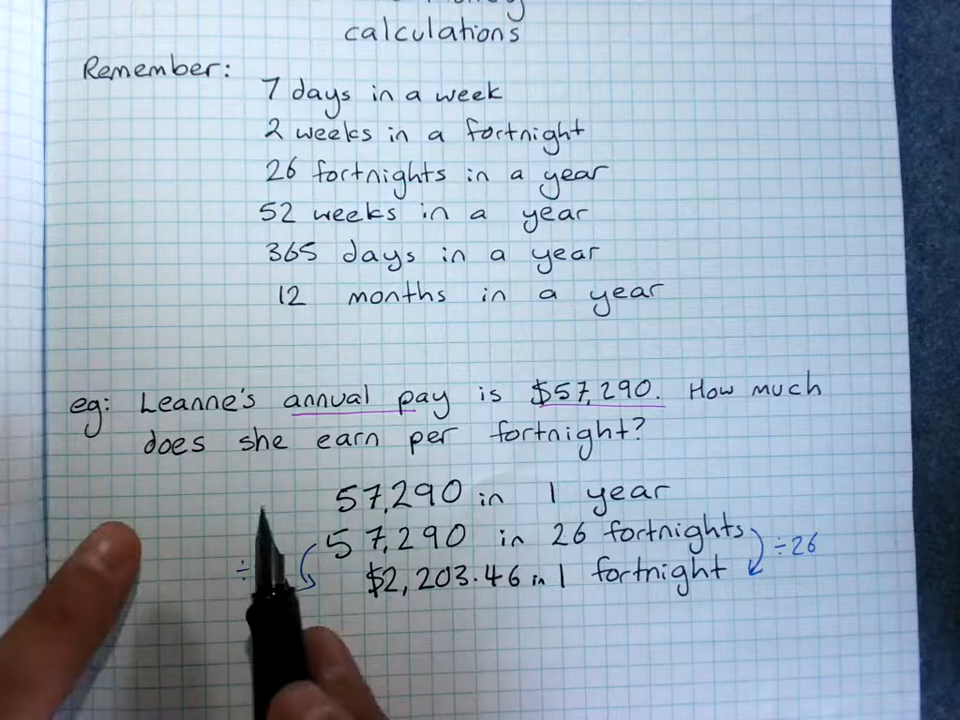 calculations
Remember:
7 days in a week
2 weeks in a fortnight
26 fortnights in a year
52 weeks in a year
365 days in a year
12 months in a year
eg: Leanne's annual pay is $57,290. How much
does she earn per fortnight?
57,290 in 1 year
57,290 in 26 fortnights ÷26
÷ $2,203.46 in 1 fortnight